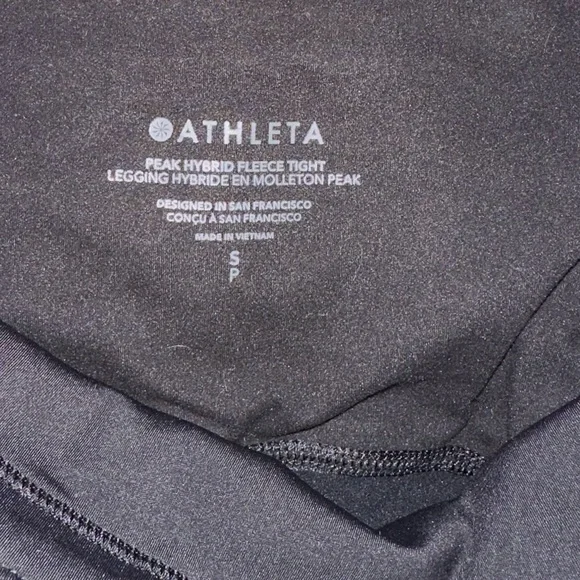 ATHLETA
PEAK HYBRID FLEECE TIGHT
LEGGING HYBRIDE EN MOLLETON PEAK
DESIGNED IN SAN FRANCISCO
CONÇU À SAN FRANCISCO
MADE IN VIETNAM
S
P